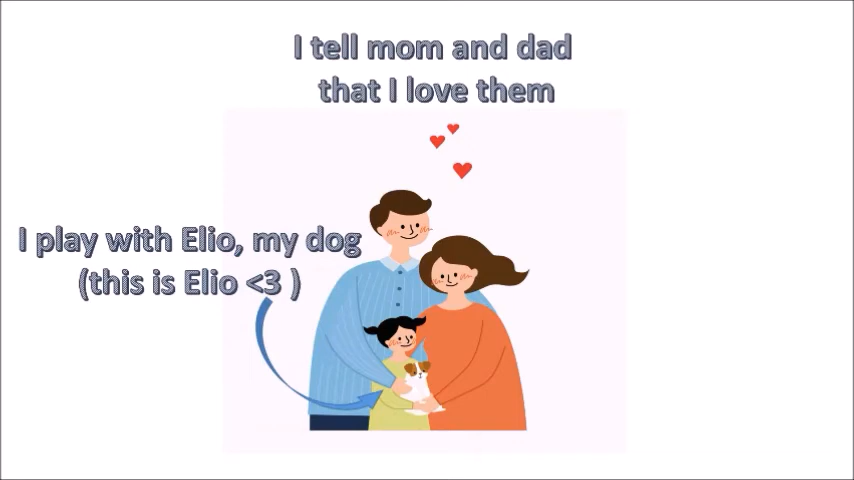 I tell mom and dad
that I love them
I play with Elio, my dog
(this is Elio <3 )